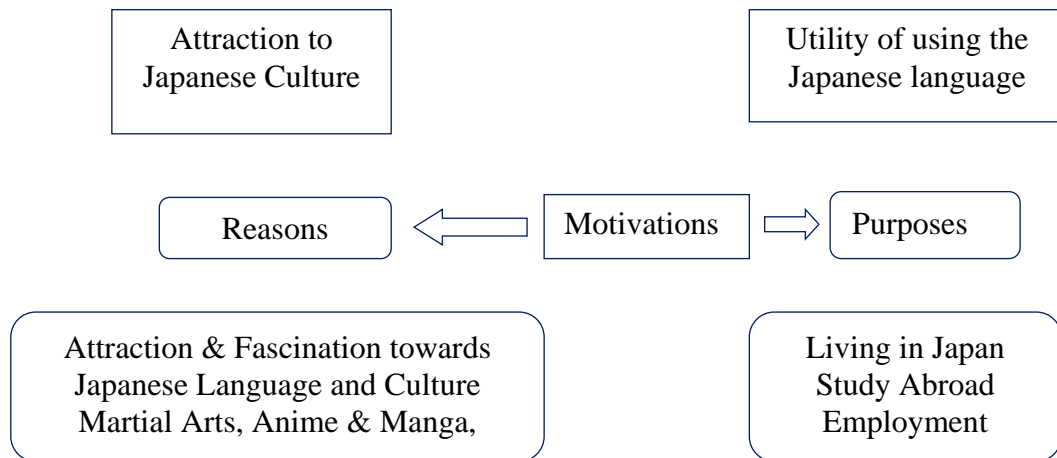 Attraction to
Japanese Culture
Utility of using the
Japanese language
Reasons
Motivations
Purposes
Attraction & Fascination towards
Japanese Language and Culture
Martial Arts, Anime & Manga,
Living in Japan
Study Abroad
Employment